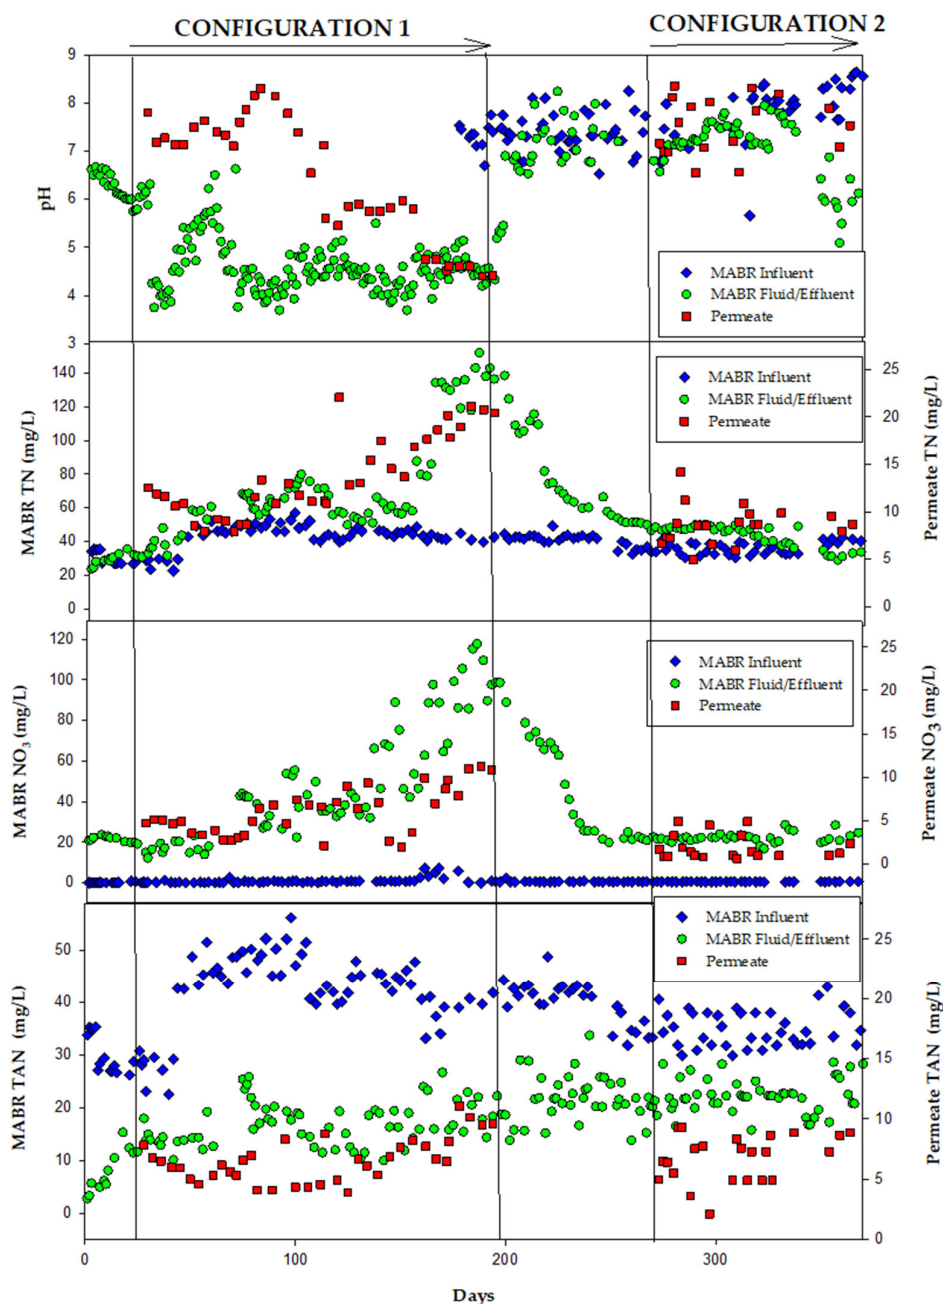 CONFIGURATION 1
CONFIGURATION 2
9
8
7
6
5
4
3
pH
MABR Influent
MABR Fluid/Effluent
Permeate
140
120
100
80
60
40
20
0
MABR TN (mg/L)
MABR Influent
MABR Fluid/Effluent
Permeate
25
20
15
10
5
0
Permeate TN (mg/L)
120
100
80
60
40
20
0
MABR NO3 (mg/L)
MABR Influent
MABR Fluid/Effluent
Permeate
25
20
15
10
5
0
Permeate NO3 (mg/L)
50
40
30
20
10
0
MABR TAN (mg/L)
MABR Influent
MABR Fluid/Effluent
Permeate
25
20
15
10
5
0
Permeate TAN (mg/L)
0 100 200 300
Days